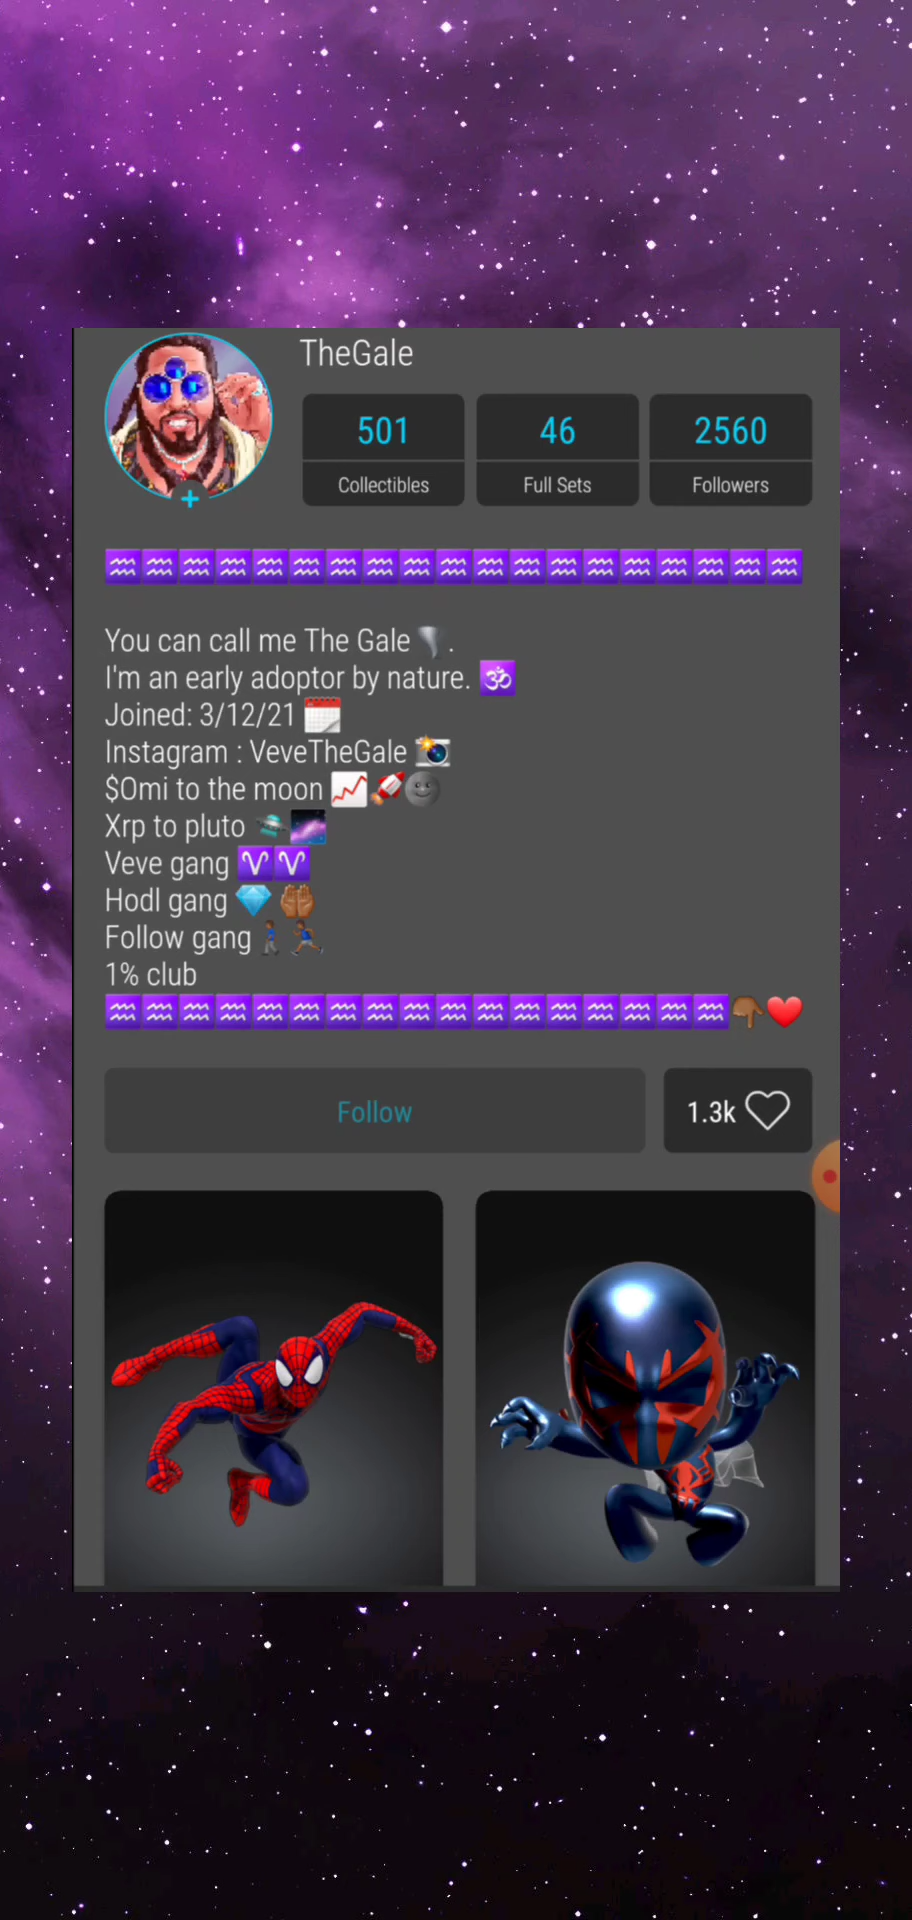 TheGale
501 46 2560
Collectibles Full Sets Followers
♒♒♒♒♒♒♒♒♒♒♒♒♒♒♒♒♒♒♒
You can call me The Gale 🌪️.
I'm an early adoptor by nature. 🕉️
Joined: 3/12/21 📅
Instagram : VeveTheGale 📸
$Omi to the moon 📈🚀🌚
Xrp to pluto 🛸🌌
Veve gang ♈♈
Hodl gang 💎🤲🏾
Follow gang 🚶🏾🏃🏾
1% club
♒♒♒♒♒♒♒♒♒♒♒♒♒♒♒♒♒👇🏾❤️
Follow 1.3k